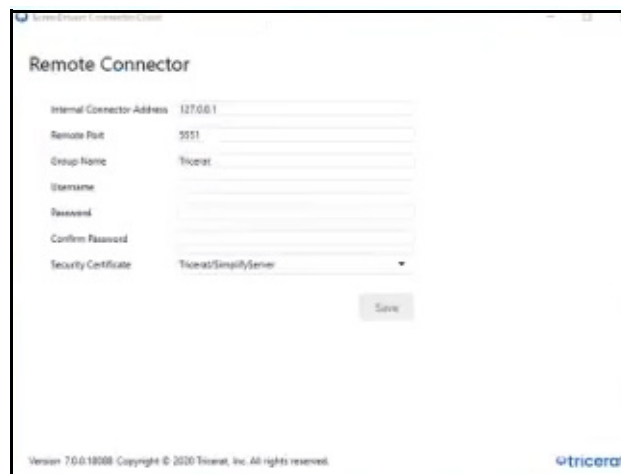 Remote Connector
Internal Connector Address 127.0.0.1
Remote Port 5551
Group Name Tricerat
Username
Password
Confirm Password
Security Certificate Tricerat/SimplifyServer
Save
Version 7.0.0.18088 Copyright © 2020 Tricerat, Inc. All rights reserved.
tricerat